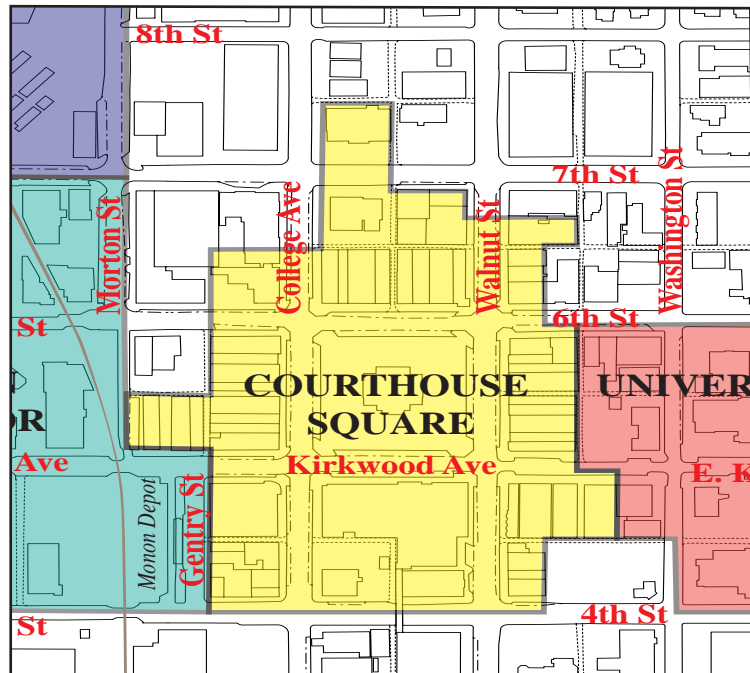 8th St
7th St
Morton St
College Ave
Walnut St
Washington St
St
6th St
COURTHOUSE
SQUARE
UNIVER
OR
Ave
Kirkwood Ave
E. K
Monon Depot
Gentry St
St
4th St